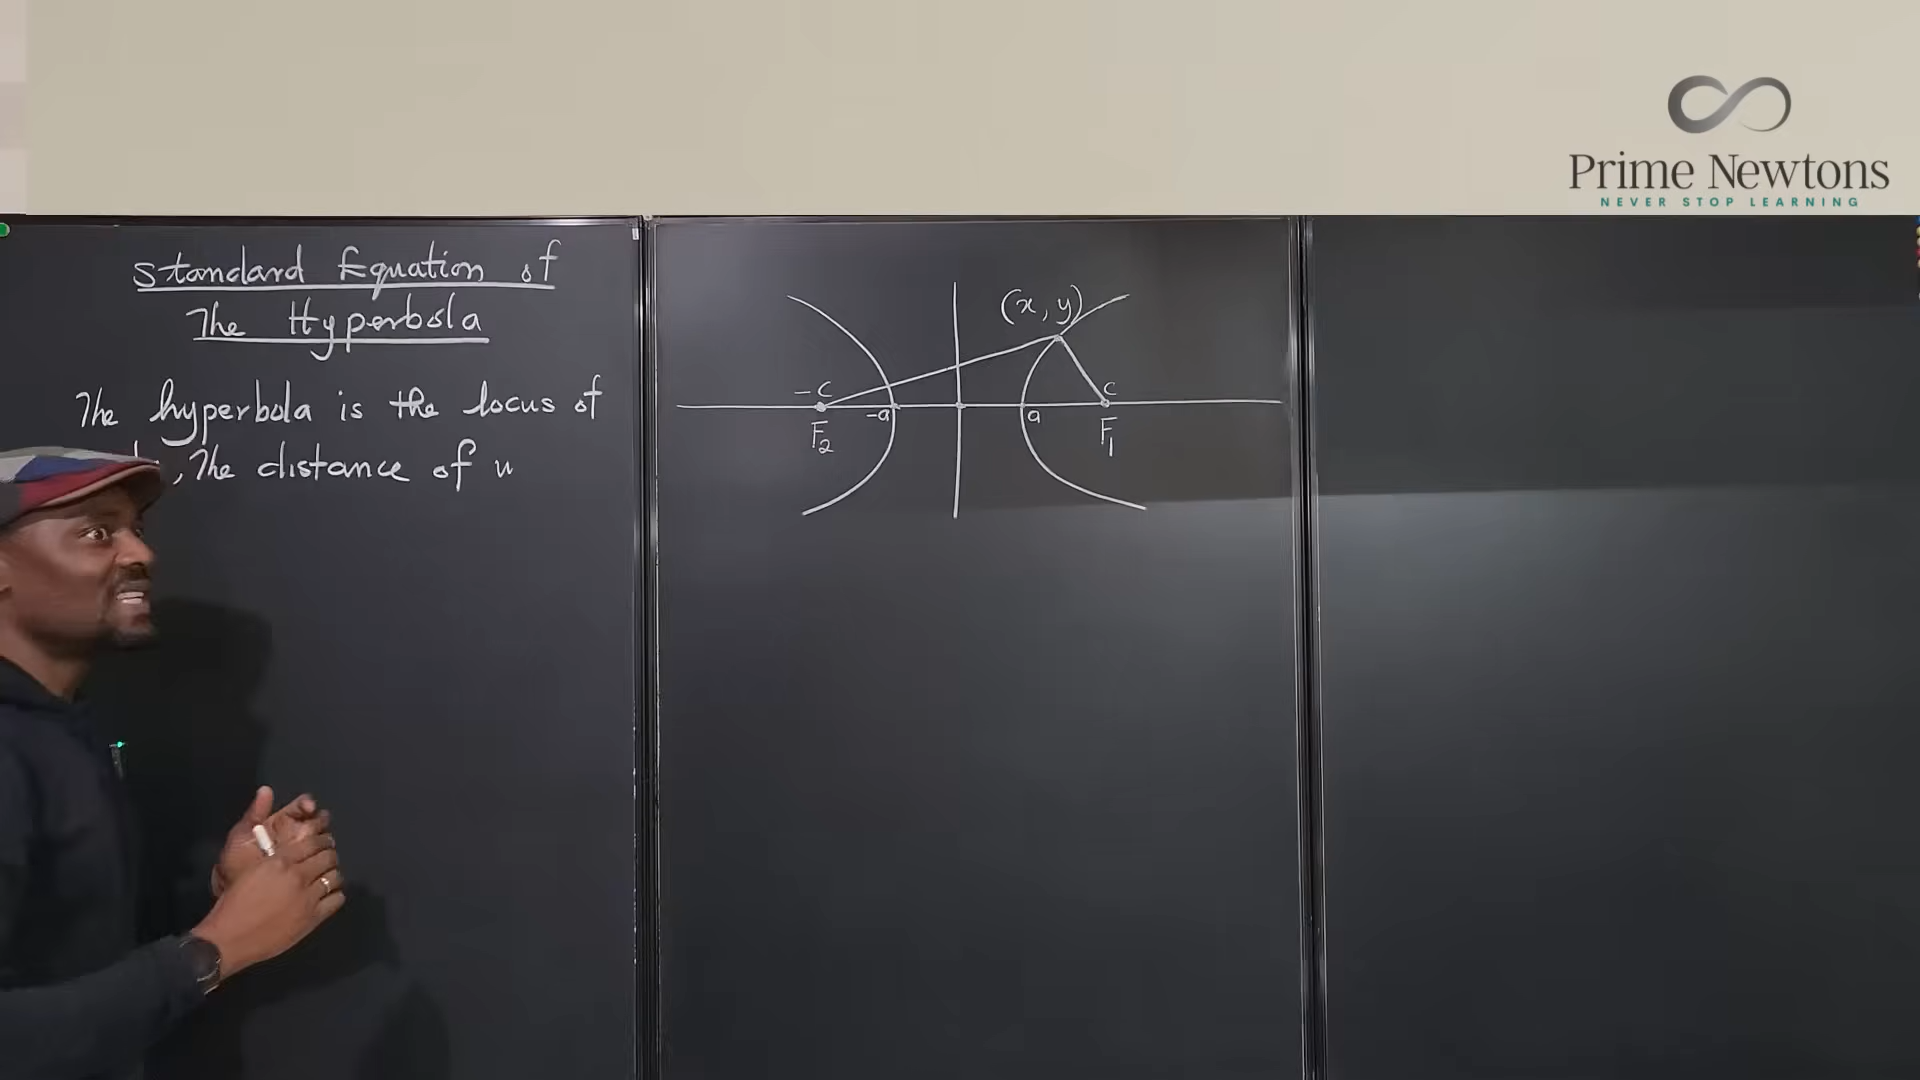 Prime Newtons
NEVER STOP LEARNING
Standard Equation of
The Hyperbola
The hyperbola is the locus of
, The distance of w
(x, y)
-c
c
-a
a
F₂
F₁